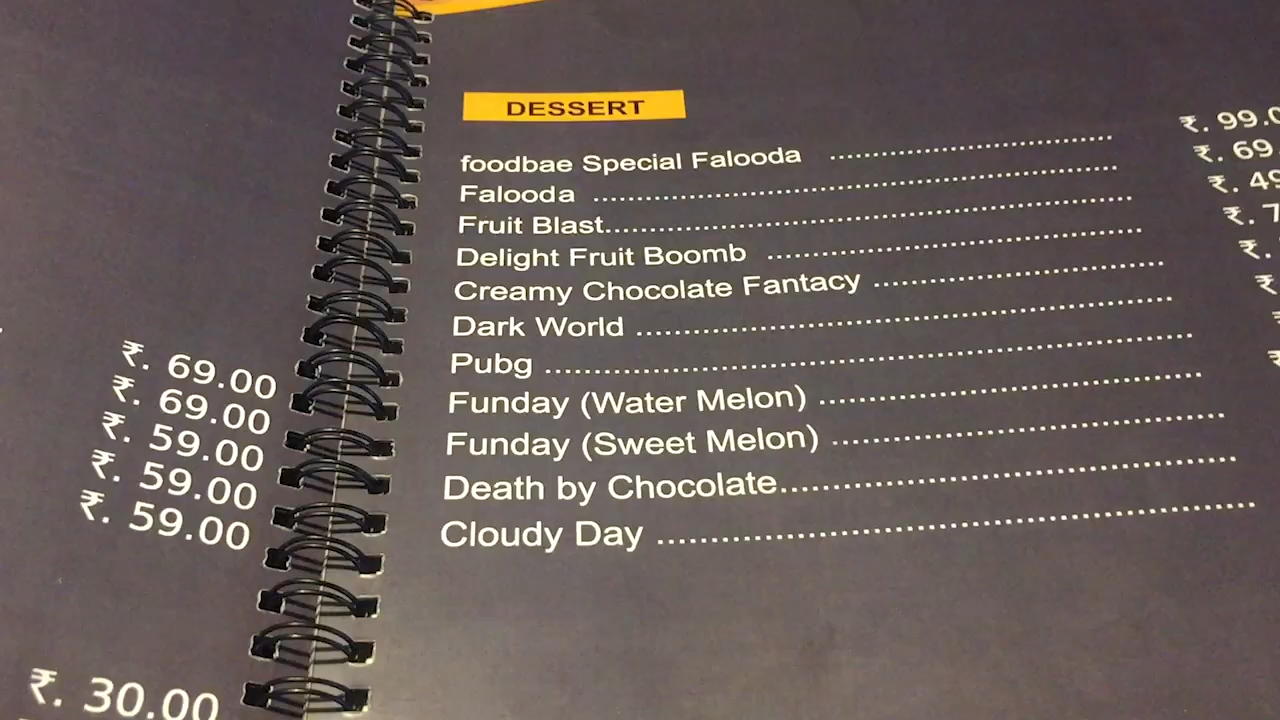 ₹. 69.00
₹. 69.00
₹. 59.00
₹. 59.00
₹. 59.00
₹. 30.00
DESSERT
foodbae Special Falooda ........................................ ₹. 99.
Falooda ........................................ ₹. 69
Fruit Blast........................................ ₹.
Delight Fruit Boomb ........................................ ₹. 7
Creamy Chocolate Fantacy ........................................ ₹.
Dark World ........................................ ₹
Pubg ........................................
Funday (Water Melon) ........................................ ₹
Funday (Sweet Melon) ........................................
Death by Chocolate........................................
Cloudy Day ........................................